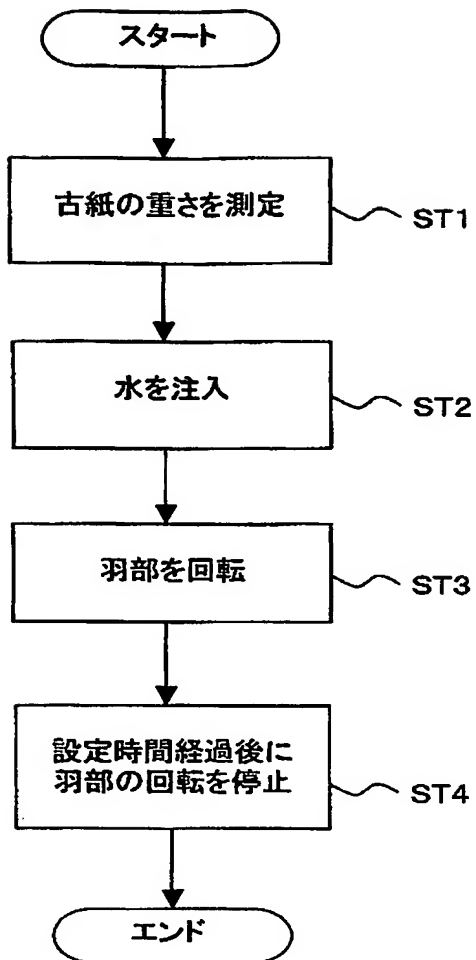 スタート
古紙の重さを測定
ST1
水を注入
ST2
羽部を回転
ST3
設定時間経過後に
羽部の回転を停止
ST4
エンド